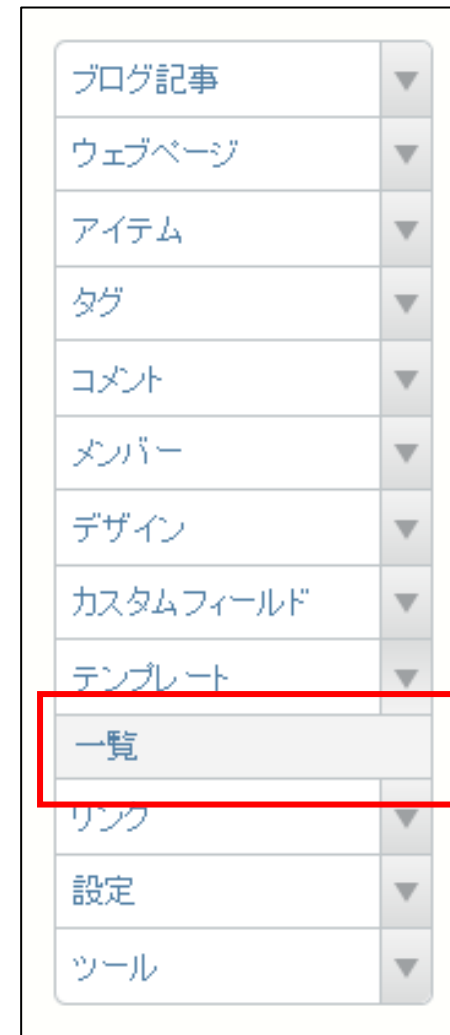 ブログ記事
ウェブページ
アイテム
タグ
コメント
メンバー
デザイン
カスタムフィールド
テンプレート
一覧
リンク
設定
ツール